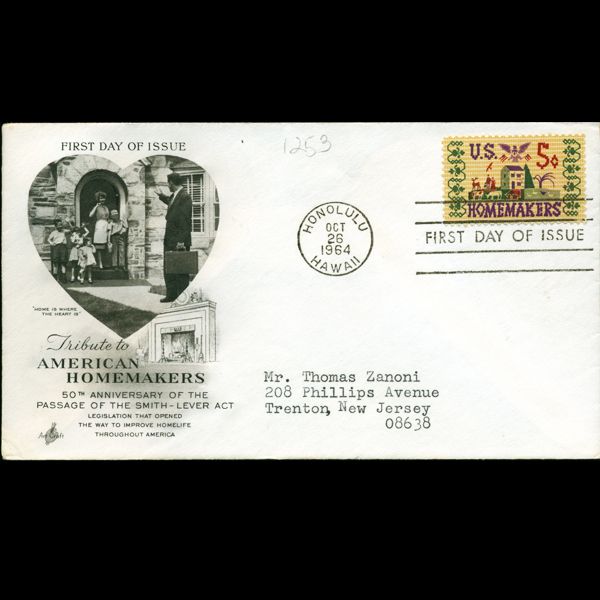 FIRST DAY OF ISSUE
"HOME IS WHERE
THE HEART IS"
Tribute to
AMERICAN
HOMEMAKERS
50TH ANNIVERSARY OF THE
PASSAGE OF THE SMITH-LEVER ACT
LEGISLATION THAT OPENED
THE WAY TO IMPROVE HOMELIFE
THROUGHOUT AMERICA
Art Craft
1253
HONOLULU
OCT
26
1964
HAWAII
U.S. 5¢
HOMEMAKERS
FIRST DAY OF ISSUE
Mr. Thomas Zanoni
208 Phillips Avenue
Trenton, New Jersey
08638